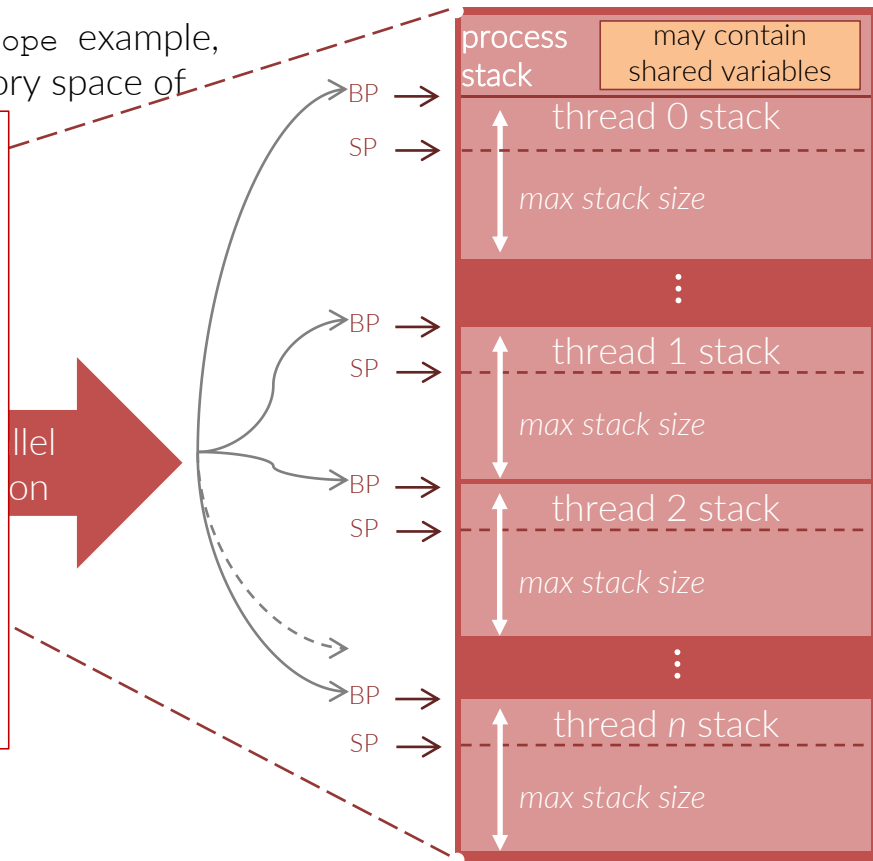 ope example,
ory space of
process
stack
may contain
shared variables
BP
thread 0 stack
SP
max stack size
⋮
BP
thread 1 stack
SP
max stack size
llel
on
BP
thread 2 stack
SP
max stack size
⋮
BP
thread n stack
SP
max stack size